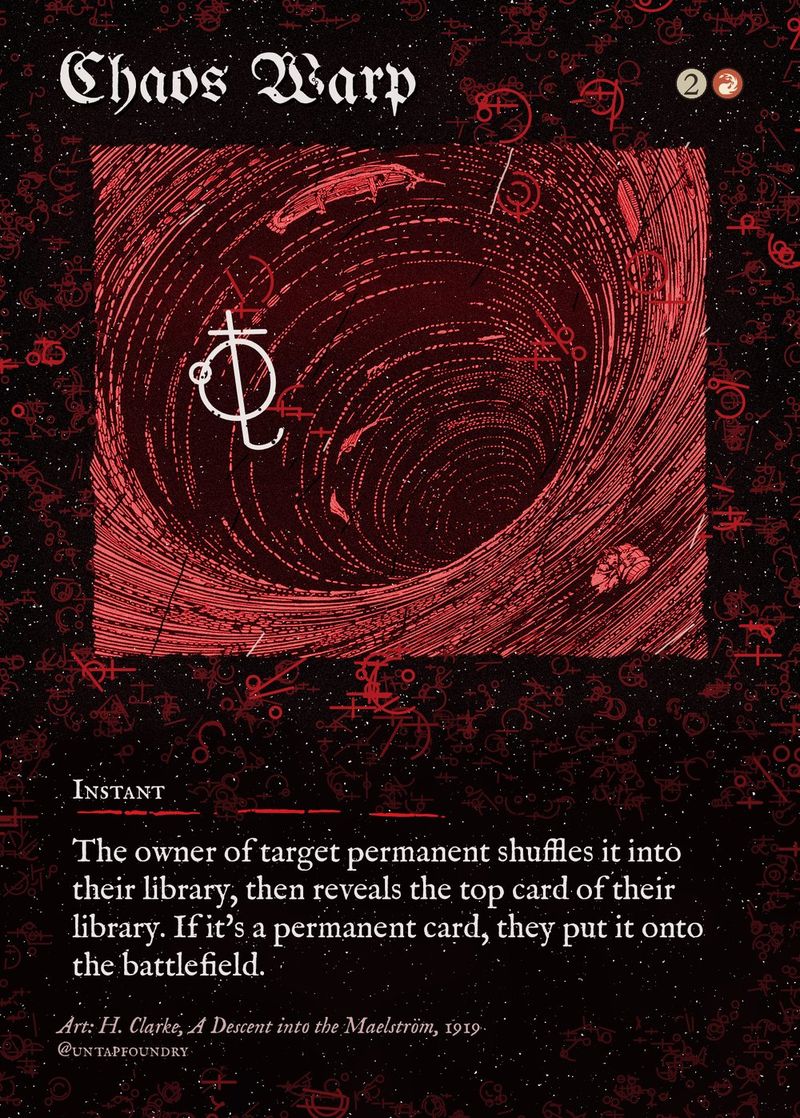 Chaos Warp
2
Instant
The owner of target permanent shuffles it into
their library, then reveals the top card of their
library. If it's a permanent card, they put it onto
the battlefield.
Art: H. Clarke, A Descent into the Maelström, 1919
@untapfoundry